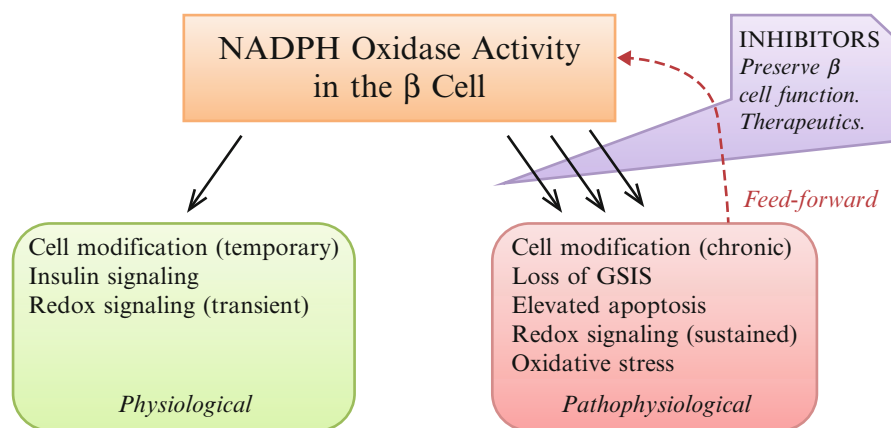 NADPH Oxidase Activity
in the β Cell
INHIBITORS
Preserve β
cell function.
Therapeutics.
Feed-forward
Cell modification (temporary)
Insulin signaling
Redox signaling (transient)
Physiological
Cell modification (chronic)
Loss of GSIS
Elevated apoptosis
Redox signaling (sustained)
Oxidative stress
Pathophysiological